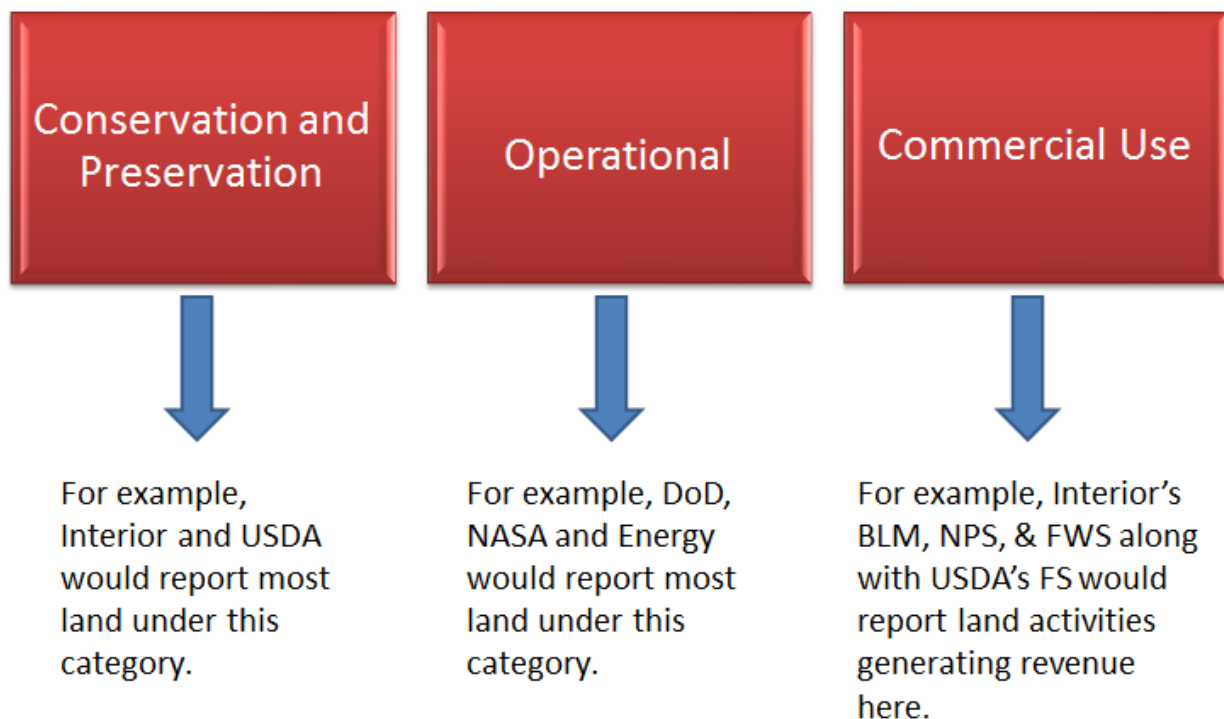 Conservation and
Preservation
Operational
Commercial Use
For example,
Interior and USDA
would report most
land under this
category.
For example, DoD,
NASA and Energy
would report most
land under this
category.
For example, Interior’s
BLM, NPS, & FWS along
with USDA’s FS would
report land activities
generating revenue
here.